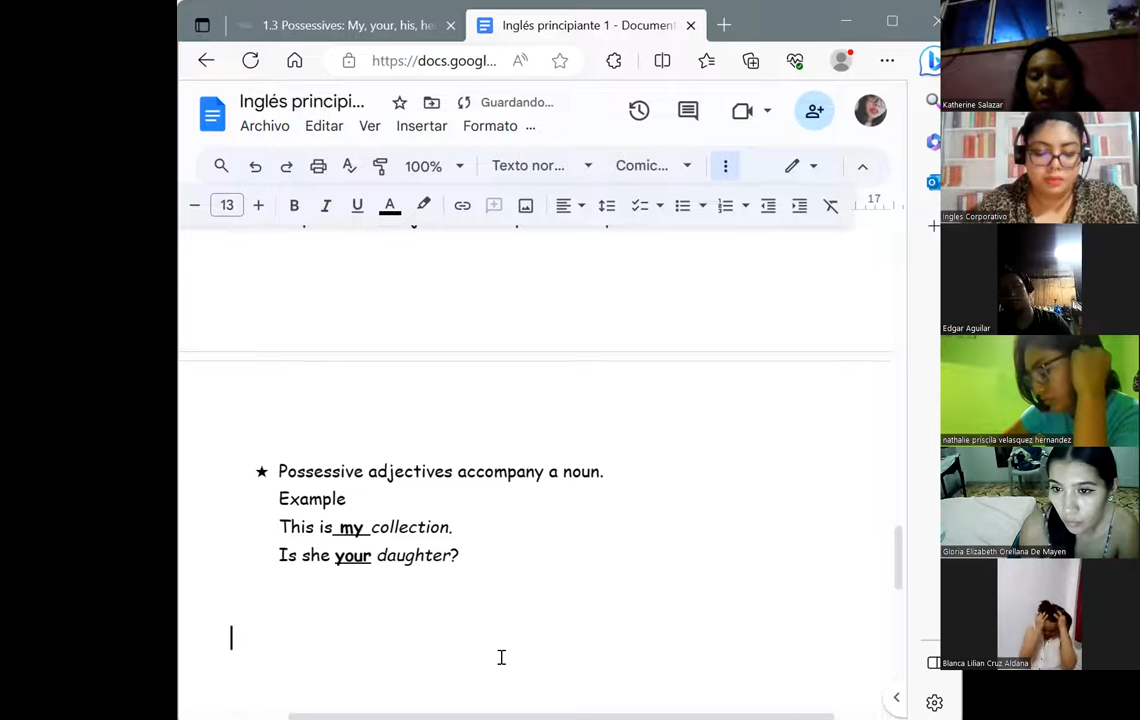 1.3 Possessives: My, your, his, he
Inglés principiante 1 - Document
https://docs.googl...
Inglés principi...
Guardando...
Archivo Editar Ver Insertar Formato ...
100% Texto nor... Comic...
13
17
★ Possessive adjectives accompany a noun.
Example
This is my collection.
Is she your daughter?
Katherine Salazar
Ingles Corporativo
Edgar Aguilar
nathalie priscila velasquez hernandez
Gloria Elizabeth Orellana De Mayen
Blanca Lilian Cruz Aldana